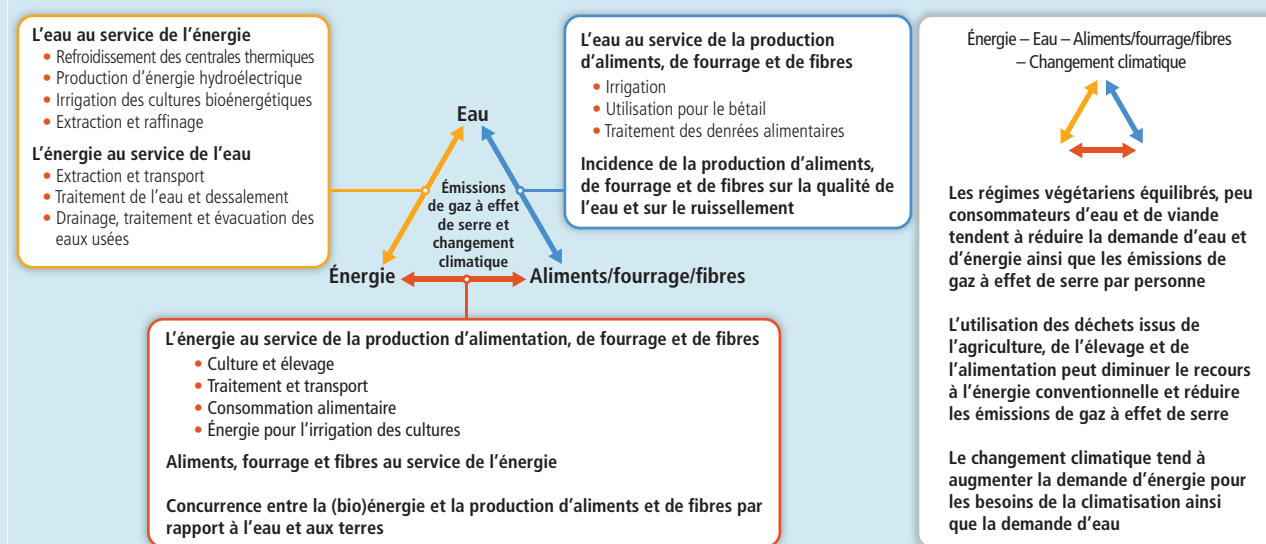 L'eau au service de l'énergie
• Refroidissement des centrales thermiques
• Production d'énergie hydroélectrique
• Irrigation des cultures bioénergétiques
• Extraction et raffinage
L'énergie au service de l'eau
• Extraction et transport
• Traitement de l'eau et dessalement
• Drainage, traitement et évacuation des
eaux usées
Eau
Émissions
de gaz à effet
de serre et
changement
climatique
Énergie
Aliments/fourrage/fibres
L'eau au service de la production
d'aliments, de fourrage et de fibres
• Irrigation
• Utilisation pour le bétail
• Traitement des denrées alimentaires
Incidence de la production d'aliments,
de fourrage et de fibres sur la qualité de
l'eau et sur le ruissellement
L'énergie au service de la production d'alimentation, de fourrage et de fibres
• Culture et élevage
• Traitement et transport
• Consommation alimentaire
• Énergie pour l'irrigation des cultures
Aliments, fourrage et fibres au service de l'énergie
Concurrence entre la (bio)énergie et la production d'aliments et de fibres par
rapport à l'eau et aux terres
Énergie – Eau – Aliments/fourrage/fibres
– Changement climatique
Les régimes végétariens équilibrés, peu
consommateurs d'eau et de viande
tendent à réduire la demande d'eau et
d'énergie ainsi que les émissions de
gaz à effet de serre par personne
L'utilisation des déchets issus de
l'agriculture, de l'élevage et de
l'alimentation peut diminuer le recours
à l'énergie conventionnelle et réduire
les émissions de gaz à effet de serre
Le changement climatique tend à
augmenter la demande d'énergie pour
les besoins de la climatisation ainsi
que la demande d'eau